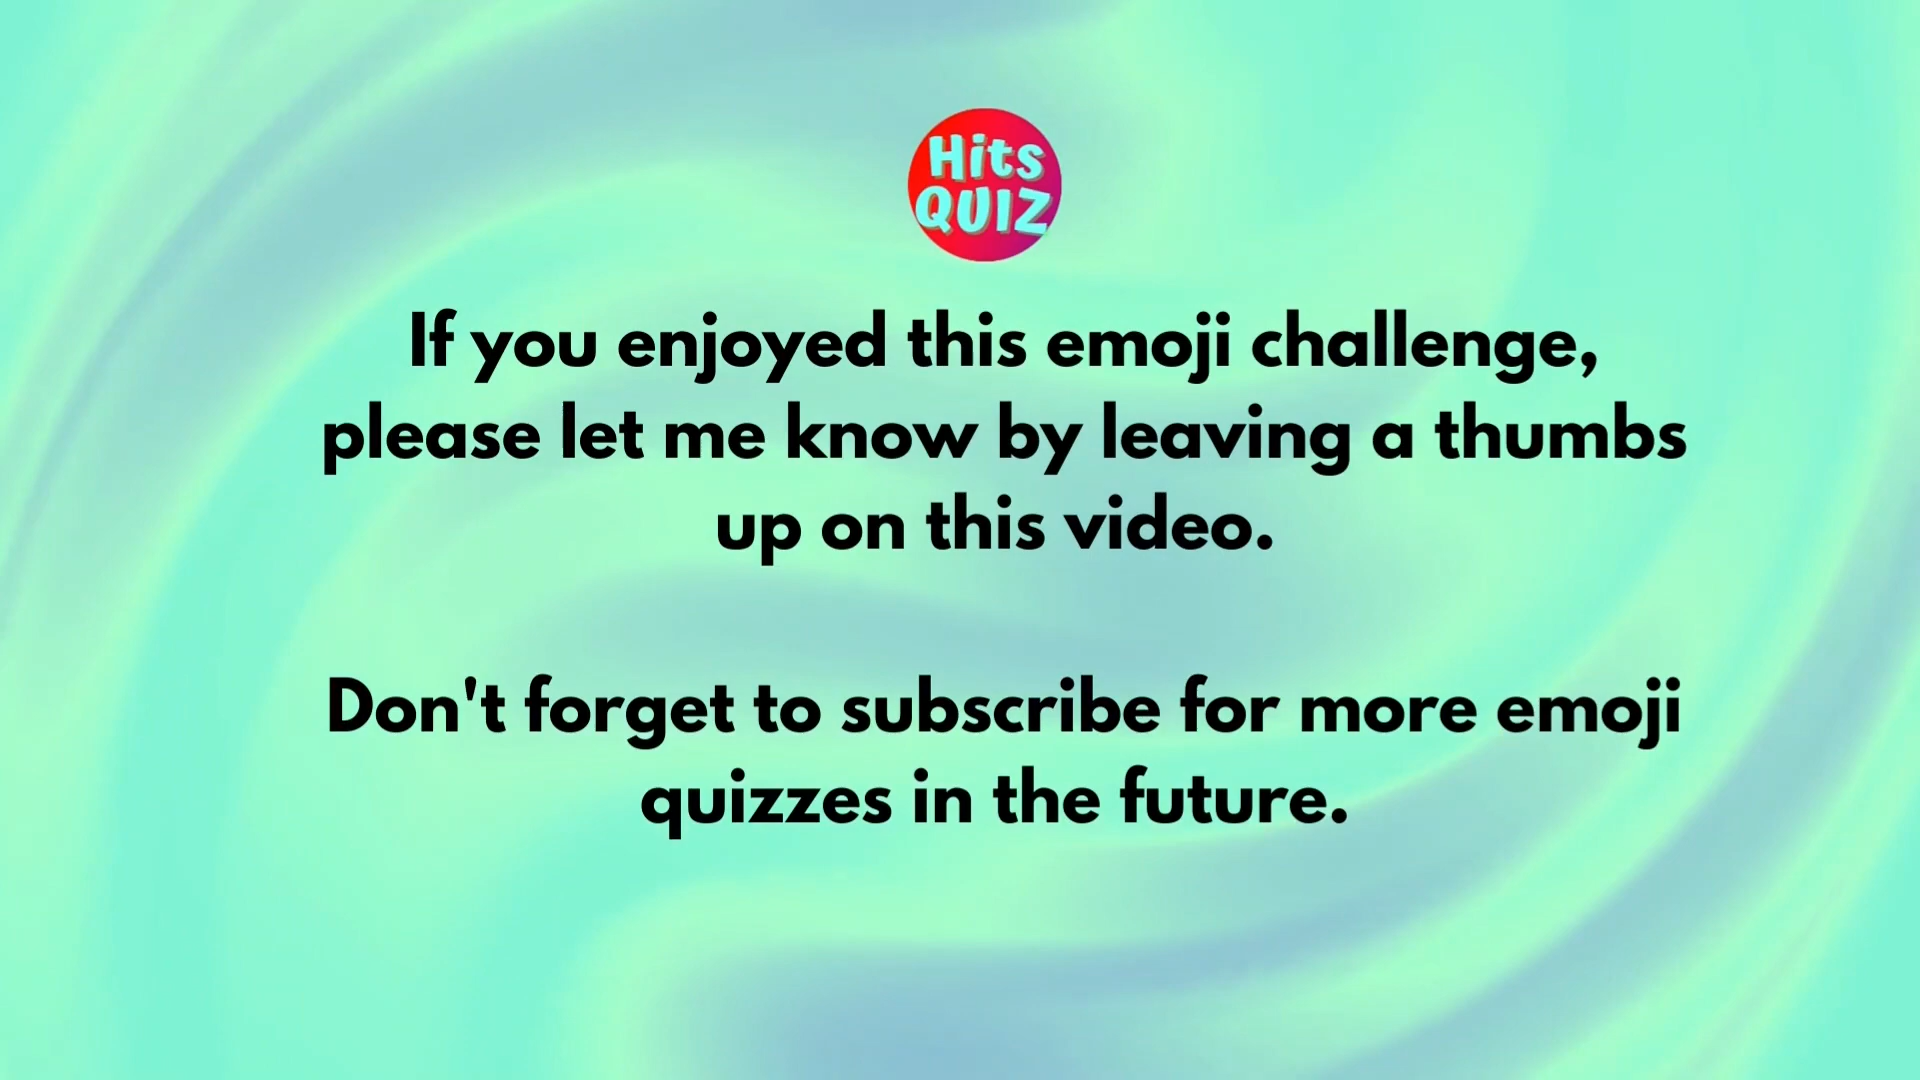 Hits
QUIZ
If you enjoyed this emoji challenge,
please let me know by leaving a thumbs
up on this video.
Don't forget to subscribe for more emoji
quizzes in the future.